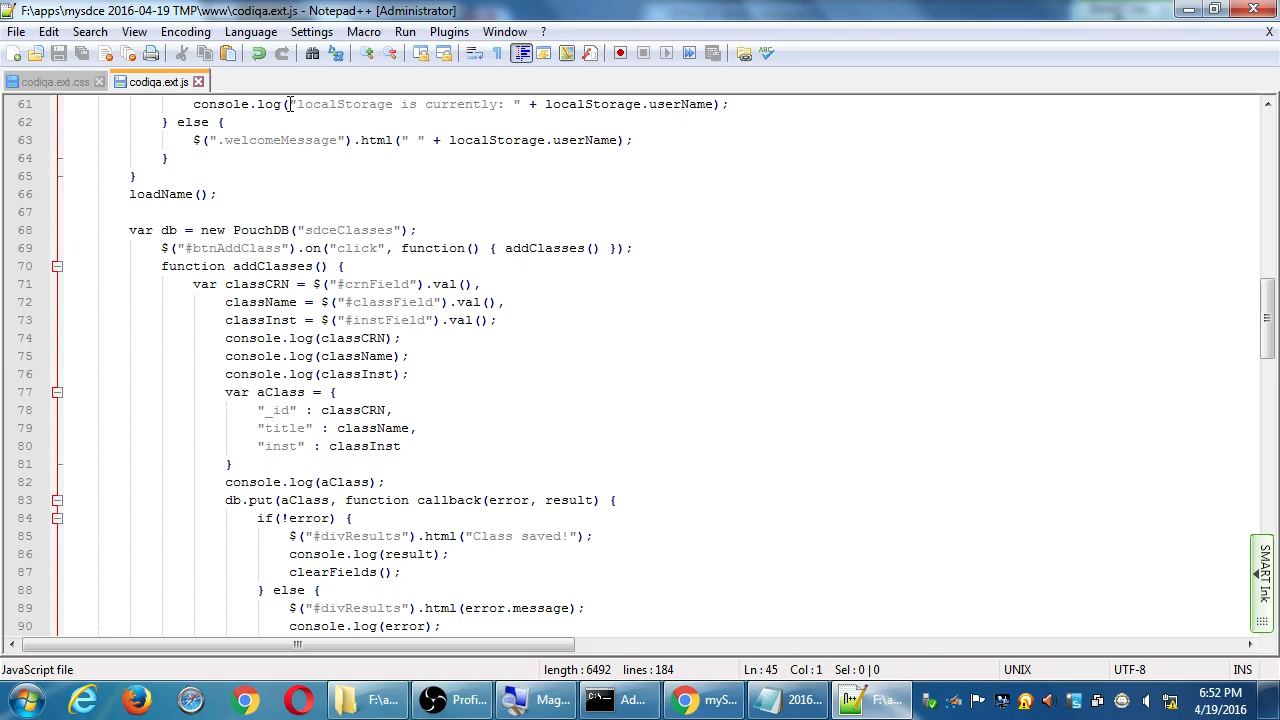 F:\apps\mysdce 2016-04-19 TMP\www\codiqa.ext.js - Notepad++ [Administrator]
File Edit Search View Encoding Language Settings Macro Run Plugins Window ? X
codiqa.ext.css codiqa.ext.js
61 console.log("localStorage is currently: " + localStorage.userName);
62 } else {
63 $(".welcomeMessage").html(" " + localStorage.userName);
64 }
65 }
66 loadName();
67
68 var db = new PouchDB("sdceClasses");
69 $("#btnAddClass").on("click", function() { addClasses() });
70 function addClasses() {
71 var classCRN = $("#crnField").val(),
72 className = $("#classField").val(),
73 classInst = $("#instField").val();
74 console.log(classCRN);
75 console.log(className);
76 console.log(classInst);
77 var aClass = {
78 "_id" : classCRN,
79 "title" : className,
80 "inst" : classInst
81 }
82 console.log(aClass);
83 db.put(aClass, function callback(error, result) {
84 if(!error) {
85 $("#divResults").html("Class saved!");
86 console.log(result);
87 clearFields();
88 } else {
89 $("#divResults").html(error.message);
90 console.log(error);
SMART Ink
JavaScript file length : 6492 lines : 184 Ln : 45 Col : 1 Sel : 0 | 0 UNIX UTF-8 INS
F:\a... Profi... Mag... Ad... myS... 2016... F:\a... 6:52 PM
4/19/2016